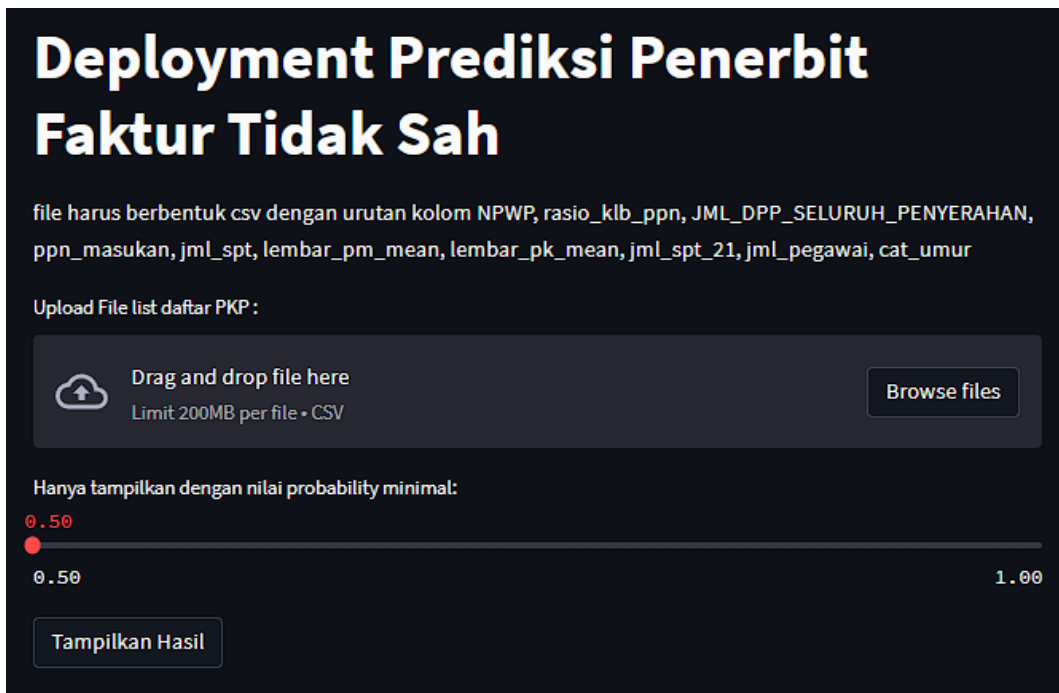 Deployment Prediksi Penerbit
Faktur Tidak Sah
file harus berbentuk csv dengan urutan kolom NPWP, rasio_klb_ppn, JML_DPP_SELURUH_PENYERAHAN,
ppn_masukan, jml_spt, lembar_pm_mean, lembar_pk_mean, jml_spt_21, jml_pegawai, cat_umur
Upload File list daftar PKP :
Drag and drop file here
Limit 200MB per file • CSV
Browse files
Hanya tampilkan dengan nilai probability minimal:
0.50
0.50
1.00
Tampilkan Hasil